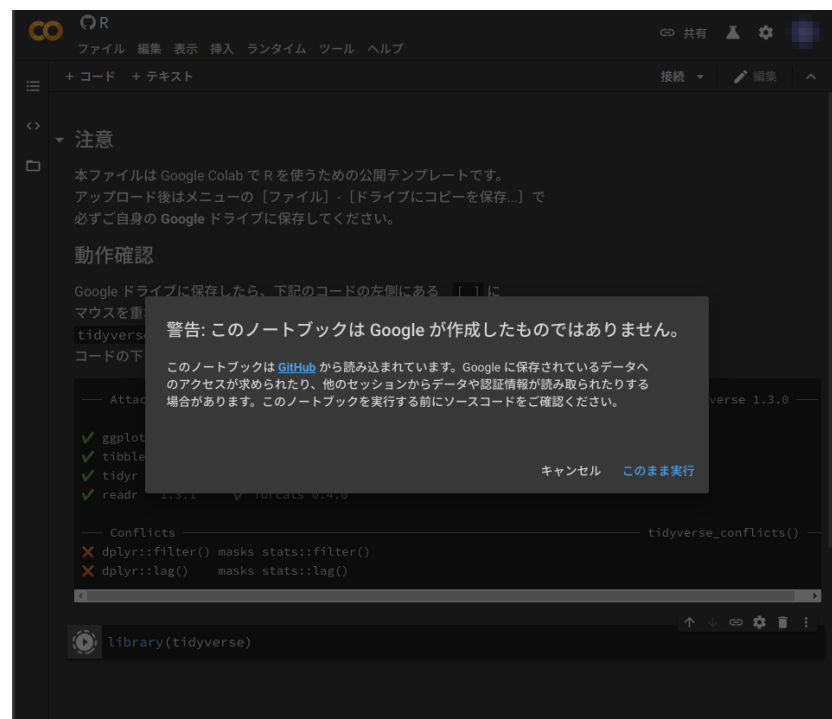 R
ファイル 編集 表示 挿入 ランタイム ツール ヘルプ
共有
+ コード + テキスト
接続
編集
注意
本ファイルは Google Colab で R を使うための公開テンプレートです。
アップロード後はメニューの［ファイル］-［ドライブにコピーを保存...］で
必ずご自身の Google ドライブに保存してください。
動作確認
Google ドライブに保存したら、下記のコードの左側にある [ ] に
マウスを重
tidyvers
コードの下
警告: このノートブックは Google が作成したものではありません。
このノートブックは GitHub から読み込まれています。Google に保存されているデータへ
のアクセスが求められたり、他のセッションからデータや認証情報が読み取られたりする
場合があります。このノートブックを実行する前にソースコードをご確認ください。
キャンセル このまま実行
── Attac
verse 1.3.0 ──
✔ ggplot
✔ tibble
✔ tidyr
✔ readr 1.3.1 ✔ forcats 0.4.0
── Conflicts ── tidyverse_conflicts() ──
✖ dplyr::filter() masks stats::filter()
✖ dplyr::lag() masks stats::lag()
library(tidyverse)